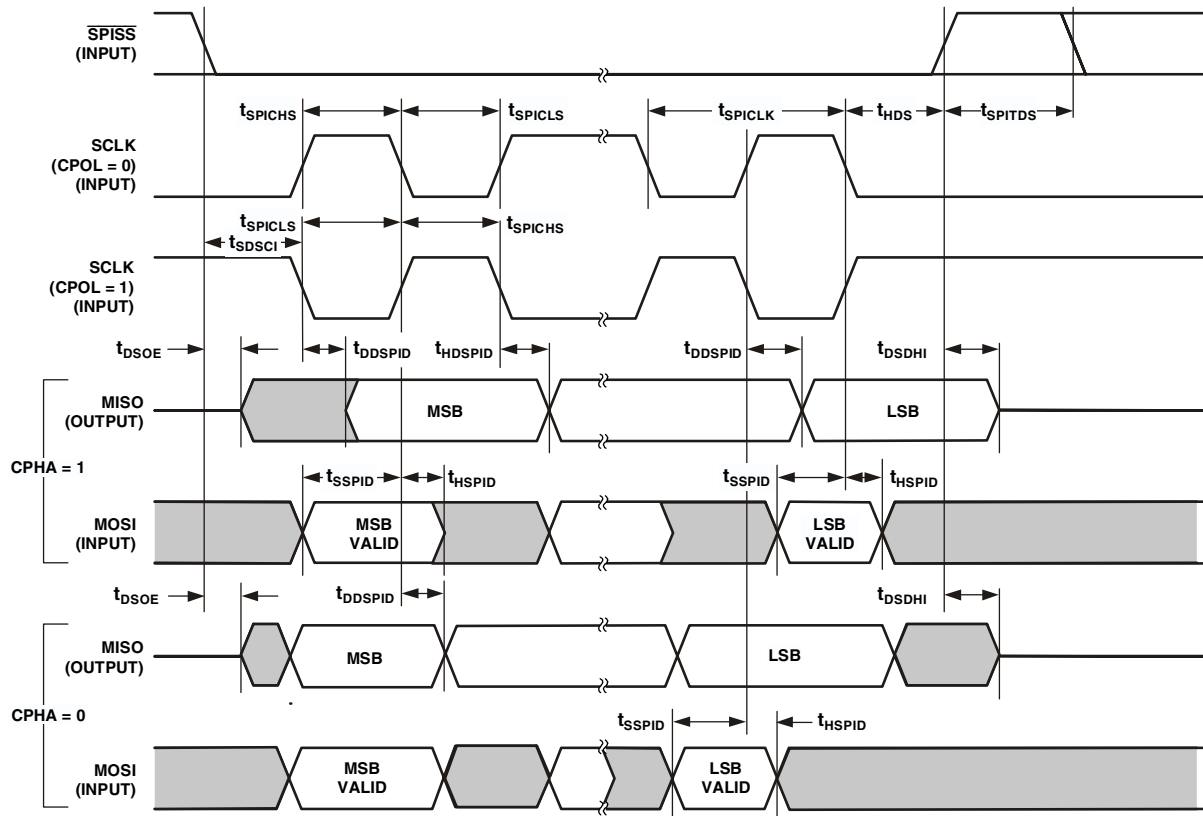 SPISS
(INPUT)
tSPICHS tSPICLS tSPICLK tHDS tSPITDS
SCLK
(CPOL = 0)
(INPUT)
tSPICLS tSPICHS
tSDSCI
SCLK
(CPOL = 1)
(INPUT)
tDSOE tDDSPID tHDSPID tDDSPID tDSDHI
MISO
(OUTPUT)
MSB LSB
CPHA = 1
tSSPID tHSPID tSSPID tHSPID
MOSI
(INPUT)
MSB
VALID
LSB
VALID
tDSOE tDDSPID tDSDHI
MISO
(OUTPUT)
MSB LSB
CPHA = 0
tSSPID tHSPID
MOSI
(INPUT)
MSB
VALID
LSB
VALID